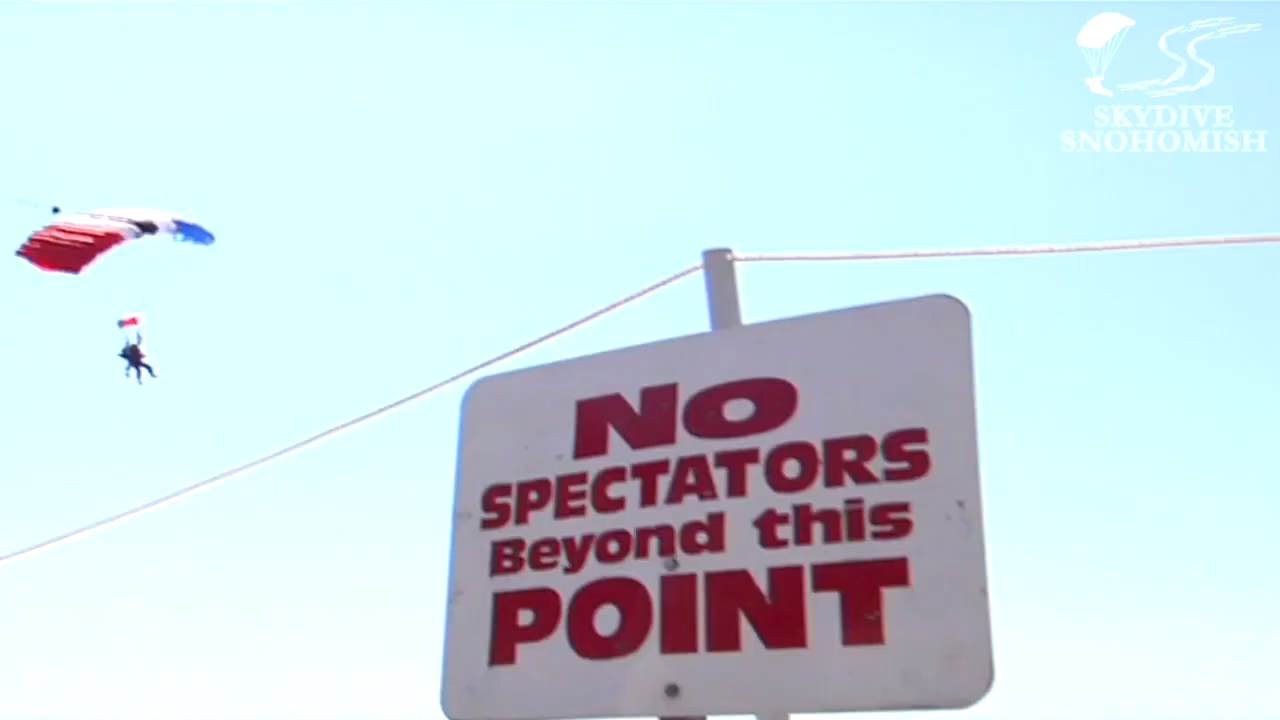 SKYDIVE
SNOHOMISH
NO
SPECTATORS
Beyond this
POINT